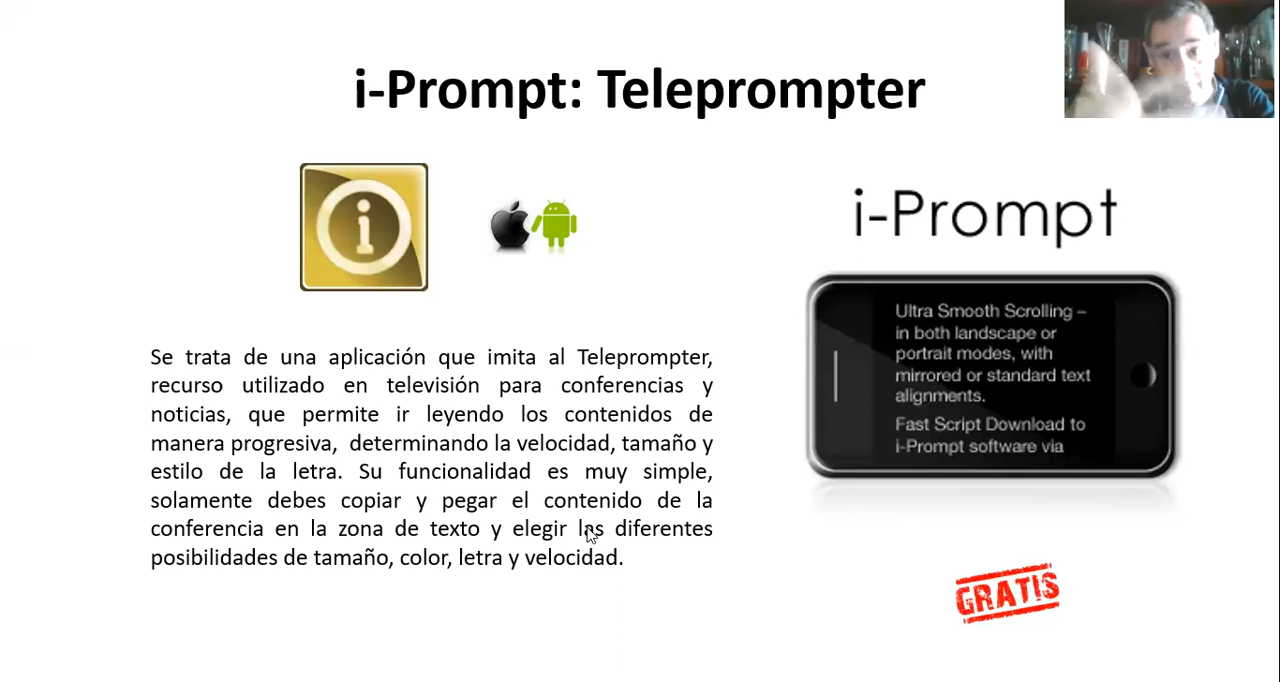 i-Prompt: Teleprompter
i
i-Prompt
Ultra Smooth Scrolling –
in both landscape or
portrait modes, with
mirrored or standard text
alignments.
Fast Script Download to
i-Prompt software via
Se trata de una aplicación que imita al Teleprompter,
recurso utilizado en televisión para conferencias y
noticias, que permite ir leyendo los contenidos de
manera progresiva, determinando la velocidad, tamaño y
estilo de la letra. Su funcionalidad es muy simple,
solamente debes copiar y pegar el contenido de la
conferencia en la zona de texto y elegir las diferentes
posibilidades de tamaño, color, letra y velocidad.
GRATIS